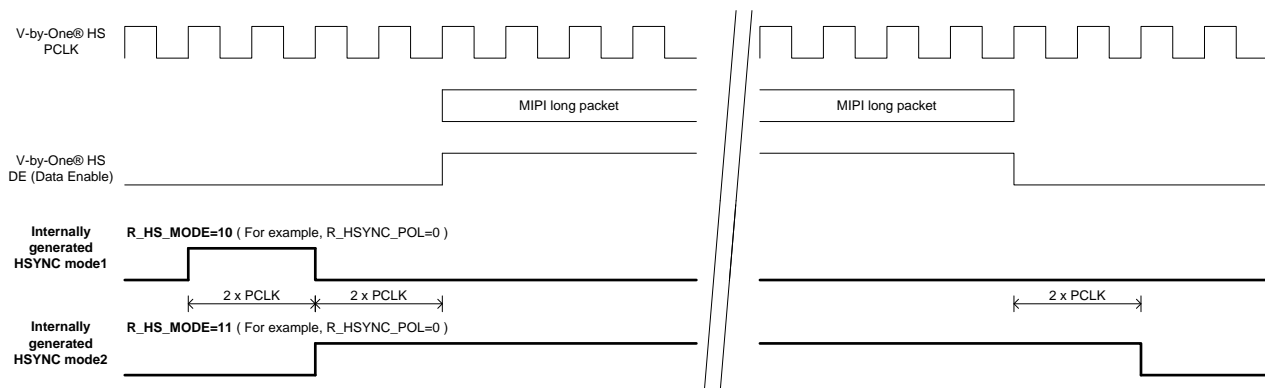 V-by-One® HS
PCLK
MIPI long packet
MIPI long packet
V-by-One® HS
DE (Data Enable)
Internally
generated
HSYNC mode1
R_HS_MODE=10 ( For example, R_HSYNC_POL=0 )
2 x PCLK
2 x PCLK
2 x PCLK
Internally
generated
HSYNC mode2
R_HS_MODE=11 ( For example, R_HSYNC_POL=0 )